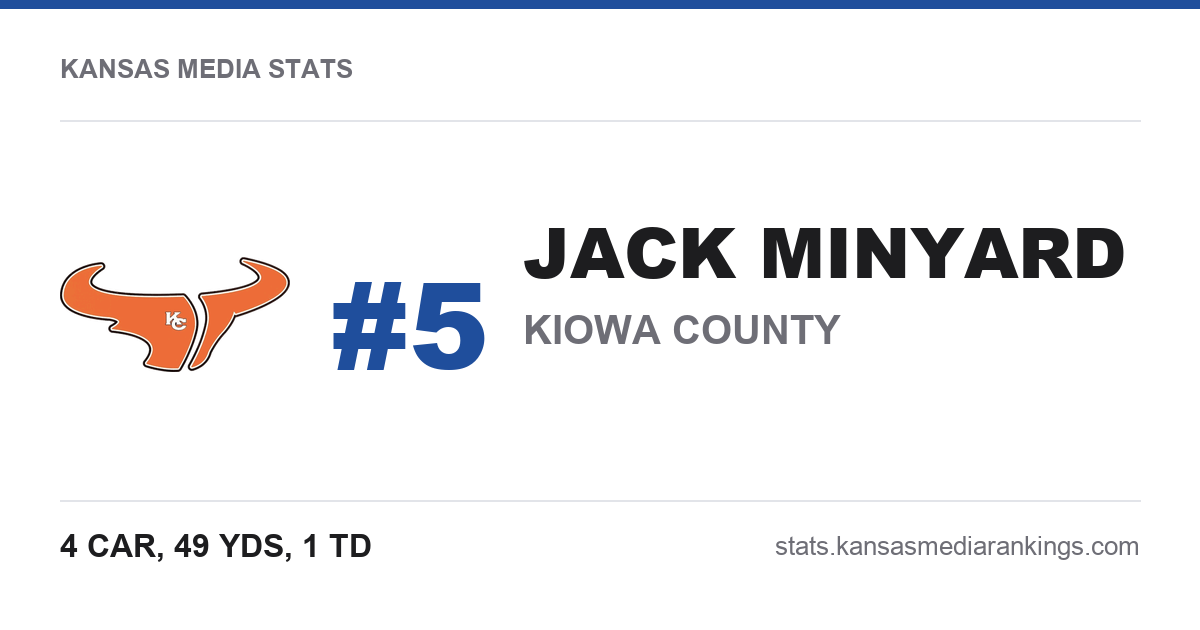 KANSAS MEDIA STATS
KC
#5
JACK MINYARD
KIOWA COUNTY
4 CAR, 49 YDS, 1 TD
stats.kansasmediarankings.com